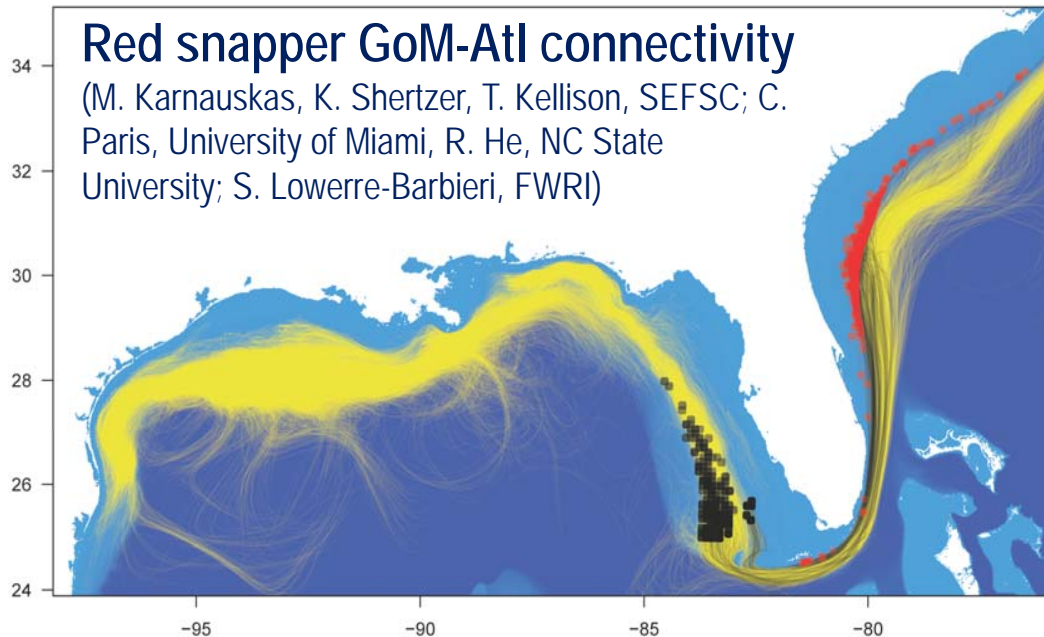 Red snapper GoM-Atl connectivity
(M. Karnauskas, K. Shertzer, T. Kellison, SEFSC; C.
Paris, University of Miami, R. He, NC State
University; S. Lowerre-Barbieri, FWRI)
34
32
30
28
26
24
−95
−90
−85
−80